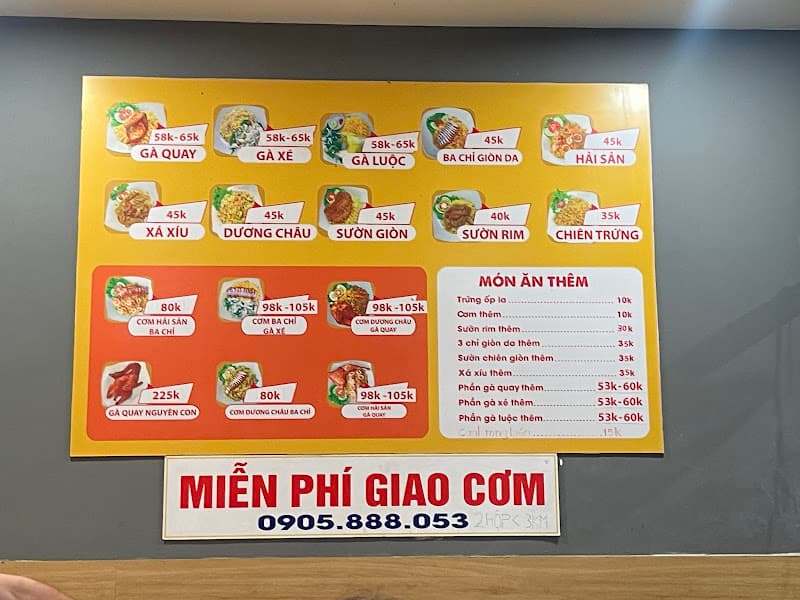 58k-65k
GÀ QUAY
58k-65k
GÀ XÉ
58k-65k
GÀ LUỘC
45k
BA CHỈ GIÒN DA
45k
HẢI SẢN
45k
XÁ XÍU
45k
DƯƠNG CHÂU
45k
SƯỜN GIÒN
40k
SƯỜN RIM
35k
CHIÊN TRỨNG
80k
CƠM HẢI SẢN
BA CHỈ
98k -105k
CƠM BA CHỈ
GÀ XÉ
98k -105k
CƠM DƯƠNG CHÂU
GÀ QUAY
225k
GÀ QUAY NGUYÊN CON
80k
CƠM DƯƠNG CHÂU BA CHỈ
98k -105k
CƠM HẢI SẢN
GÀ QUAY
MÓN ĂN THÊM
Trứng ốp la 10k
Cơm thêm 10k
Sườn rim thêm 30k
3 chỉ giòn da thêm 35k
Sườn chiên giòn thêm 35k
Xá xíu thêm 35k
Phần gà quay thêm 53k-60k
Phần gà xé thêm 53k-60k
Phần gà luộc thêm 53k-60k
15k
MIỄN PHÍ GIAO CƠM
0905.888.053 2 HỘP < 3KM